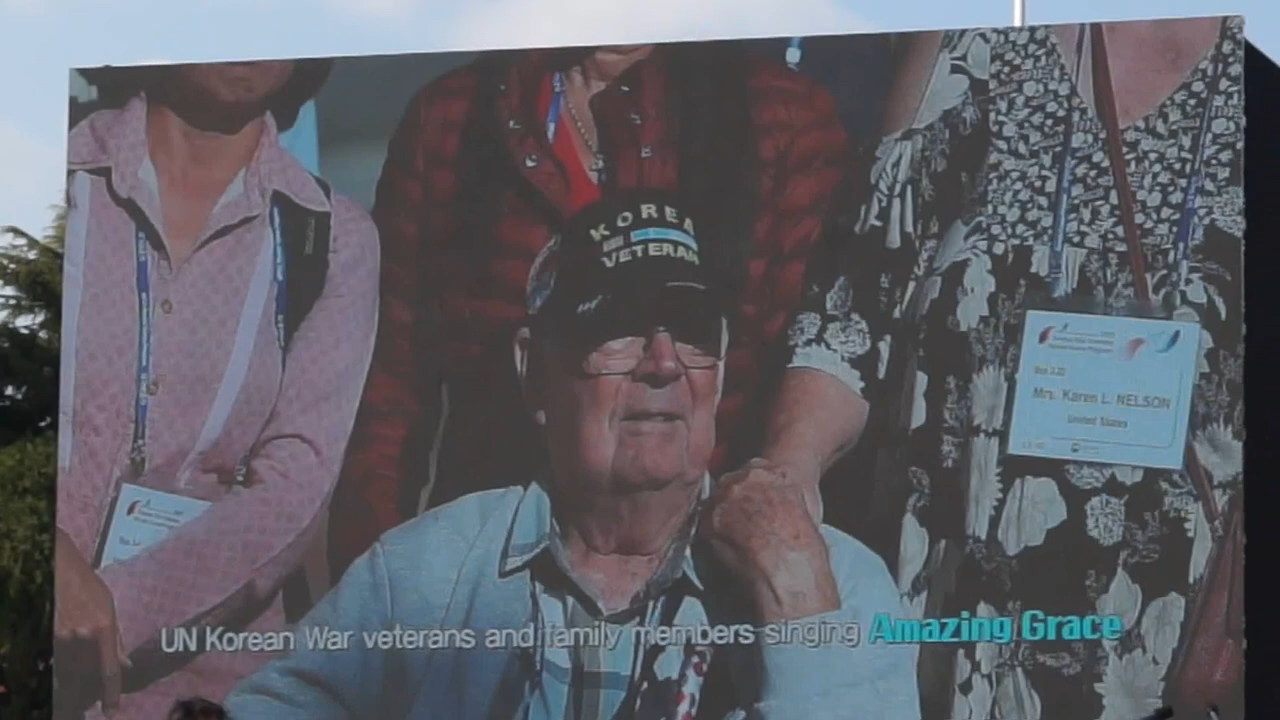 KOREA
VETERAN
Mrs. Karen L. NELSON
United States
UN Korean War veterans and family members singing Amazing Grace